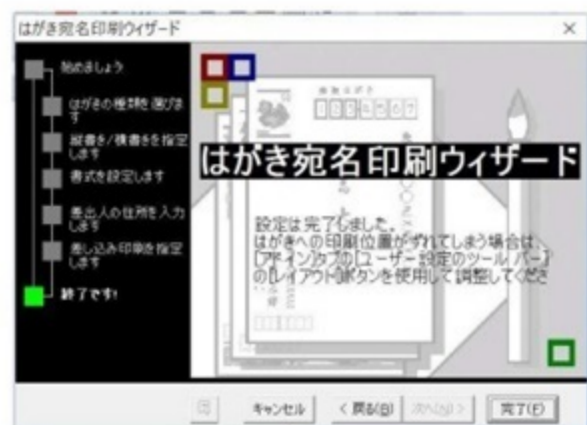 はがき宛名印刷ウィザード
×
始めましょう
はがきの種類を選びま
す
縦書き/横書きを指定
します
書式を設定します
差出人の住所を入力
します
差し込み印刷を指定
します
終了です!
郵便はがき
はがき宛名印刷ウィザード
設定は完了しました。
はがきへの印刷位置がずれてしまう場合は、
[アドイン]タブの[ユーザー設定のツール バー]
の[レイアウト]ボタンを使用して調整してくださ
キャンセル
< 戻る(B)
次へ(N) >
完了(F)